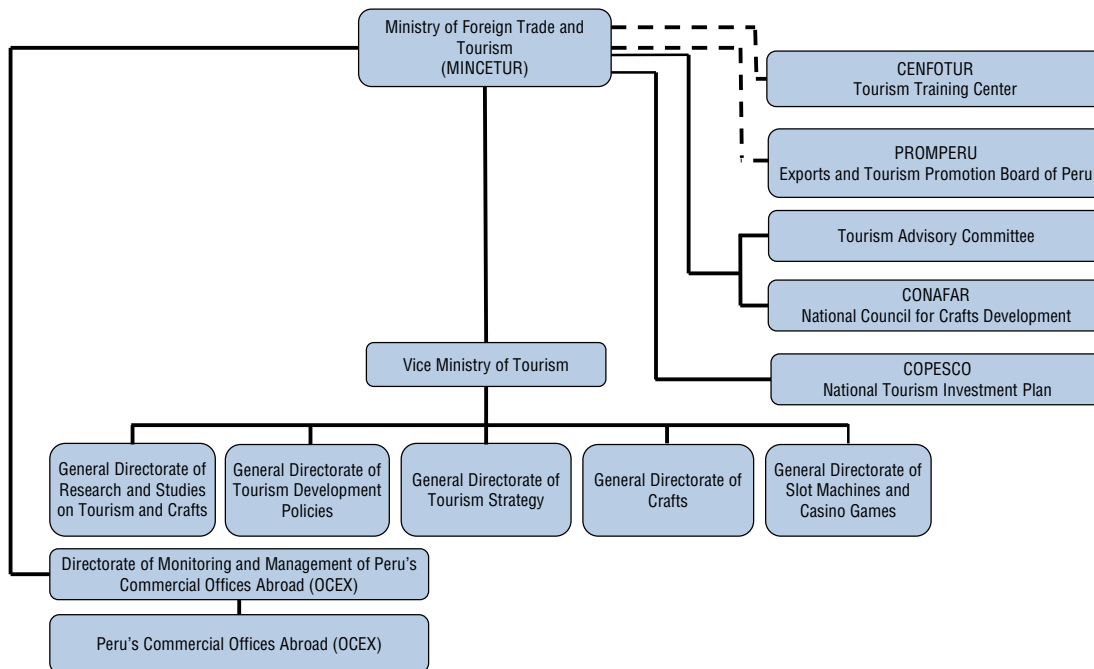 Ministry of Foreign Trade and
Tourism
(MINCETUR)
CENFOTUR
Tourism Training Center
PROMPERU
Exports and Tourism Promotion Board of Peru
Tourism Advisory Committee
CONAFAR
National Council for Crafts Development
COPESCO
National Tourism Investment Plan
Vice Ministry of Tourism
General Directorate of
Research and Studies
on Tourism and Crafts
General Directorate of
Tourism Development
Policies
General Directorate of
Tourism Strategy
General Directorate of
Crafts
General Directorate of
Slot Machines and
Casino Games
Directorate of Monitoring and Management of Peru's
Commercial Offices Abroad (OCEX)
Peru's Commercial Offices Abroad (OCEX)